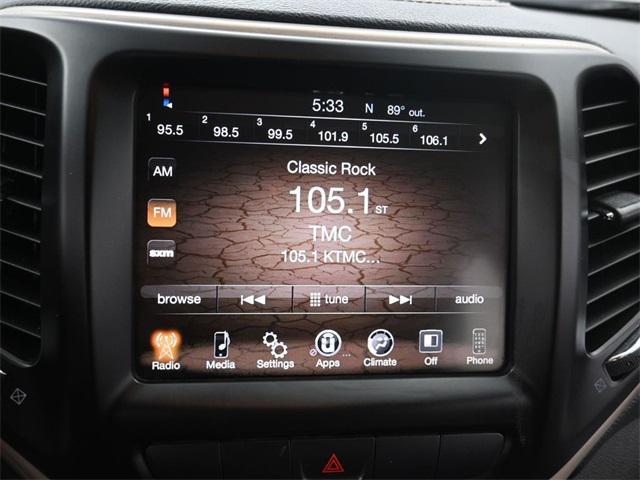 5:33 N 89° out.
1 95.5 2 98.5 3 99.5 4 101.9 5 105.5 6 106.1
AM
Classic Rock
FM
105.1 ST
TMC
sxm
105.1 KTMC...
browse tune audio
Radio Media Settings Apps ... Climate Off Phone